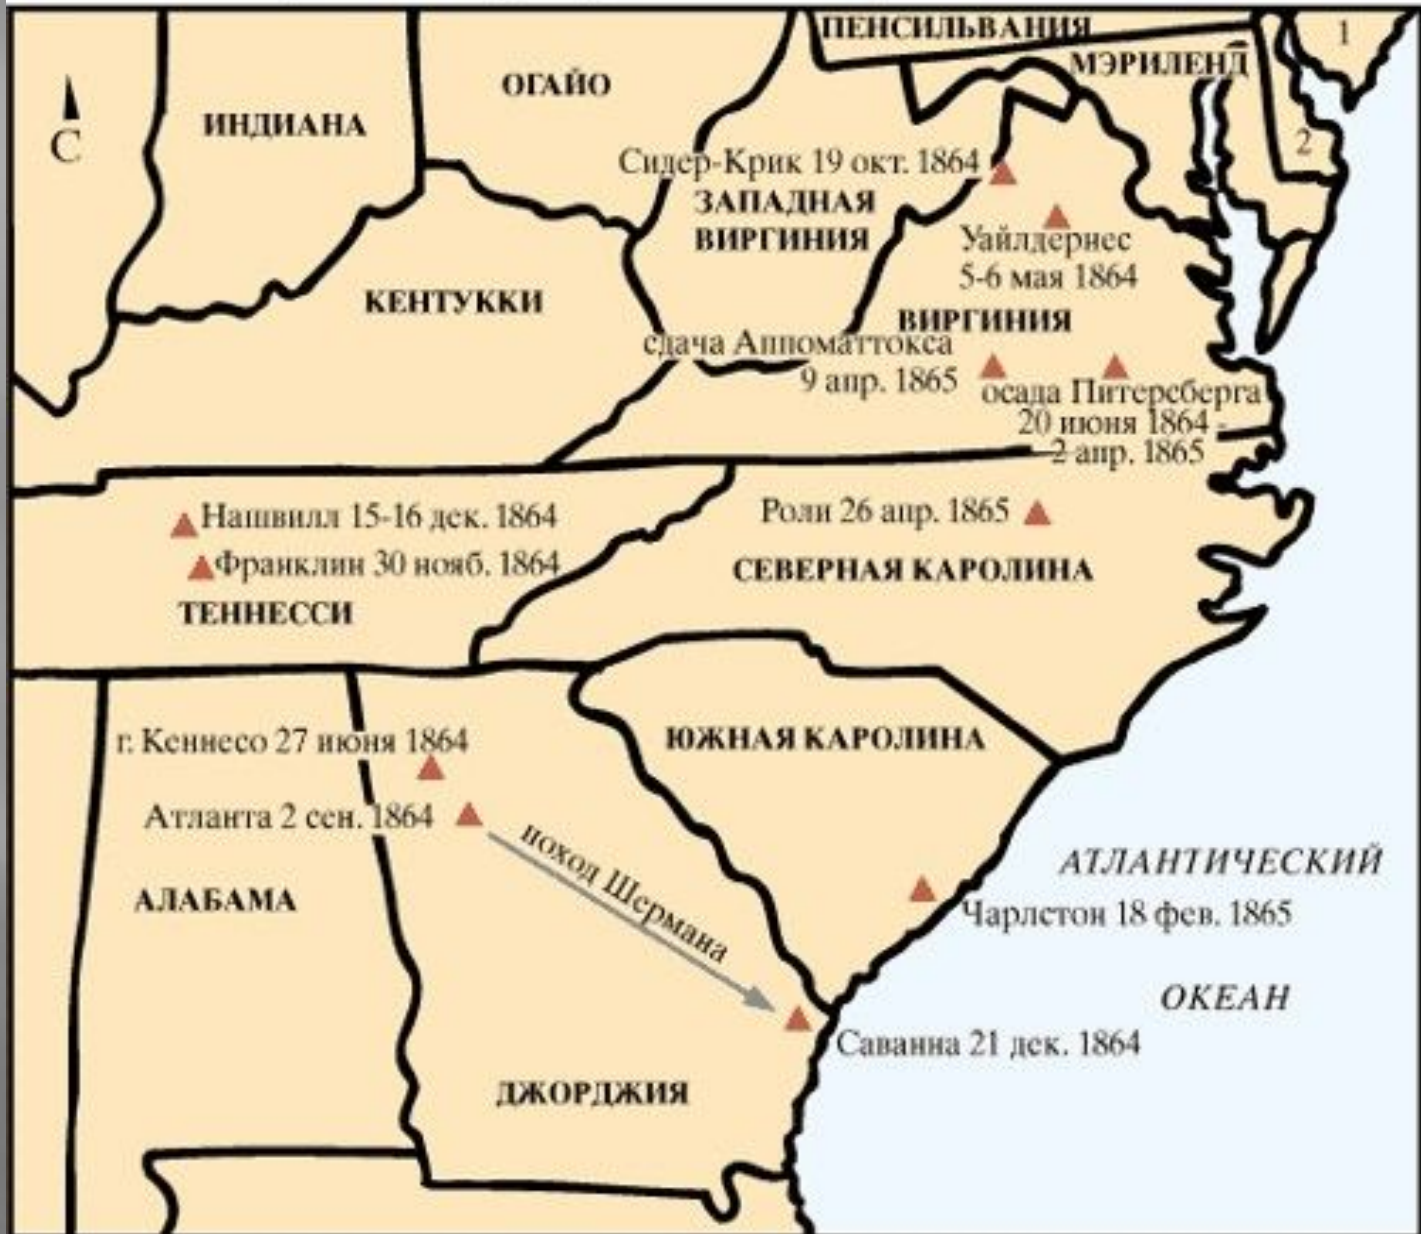 ПЕНСИЛЬВАНИЯ
1
МЭРИЛЕНД
ОГАЙО
ИНДИАНА
С
2
Сидер-Крик 19 окт. 1864
ЗАПАДНАЯ
ВИРГИНИЯ
Уайлдернес
5-6 мая 1864
КЕНТУККИ
ВИРГИНИЯ
сдача Аппоматтокса
9 апр. 1865
осада Питерсберга
20 июня 1864 -
2 апр. 1865
Нашвилл 15-16 дек. 1864
Роли 26 апр. 1865
Франклин 30 нояб. 1864
СЕВЕРНАЯ КАРОЛИНА
ТЕННЕССИ
г. Кеннесо 27 июня 1864
ЮЖНАЯ КАРОЛИНА
Атланта 2 сен. 1864
поход Шермана
АЛАБАМА
АТЛАНТИЧЕСКИЙ
Чарлстон 18 фев. 1865
ОКЕАН
Саванна 21 дек. 1864
ДЖОРДЖИЯ